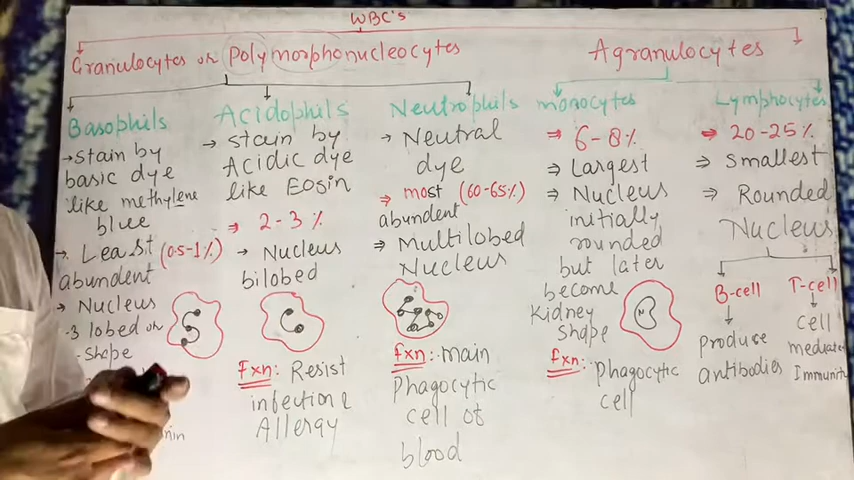 WBC's
Granulocytes or Polymorphonucleocytes
Agranulocytes
Basophils
→ Stain by
basic dye
like methylene
blue
→ Least (0.5-1%)
abundent
→ Nucleus
3 lobed or
S
- shape
Acidophils
→ stain by
Acidic dye
like Eosin
⇒ 2-3 %
→ Nucleus
bilobed
fxn: Resist
infection &
Allergy
Neutrophils
→ Neutral
dye
⇒ most (60-65%)
abundent
⇒ Multilobed
Nucleus
fxn: main
Phagocytic
cell of
blood
monocytes
⇒ 6-8%
⇒ Largest
⇒ Nucleus
initially
rounded
but later
become
Kidney
Shape
N
fxn: Phagocytic
cell
Lymphocytes
⇒ 20-25%
⇒ Smallest
⇒ Rounded
Nucleus
B-cell
produce
antibodies
T-cell
cell
mediated
Immunity